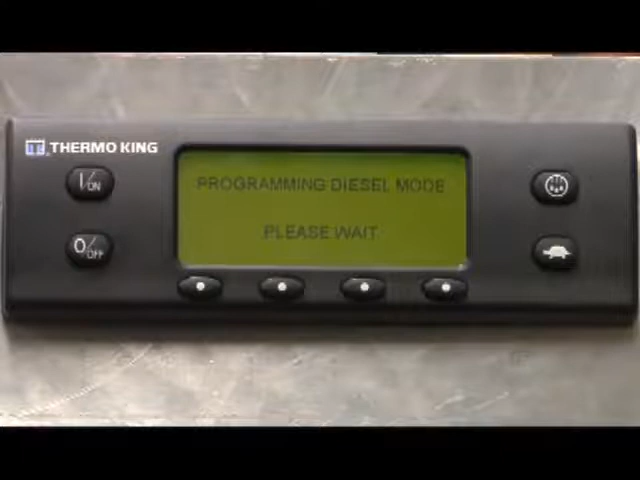 THERMO KING
I/ON
O/OFF
PROGRAMMING DIESEL MODE
PLEASE WAIT